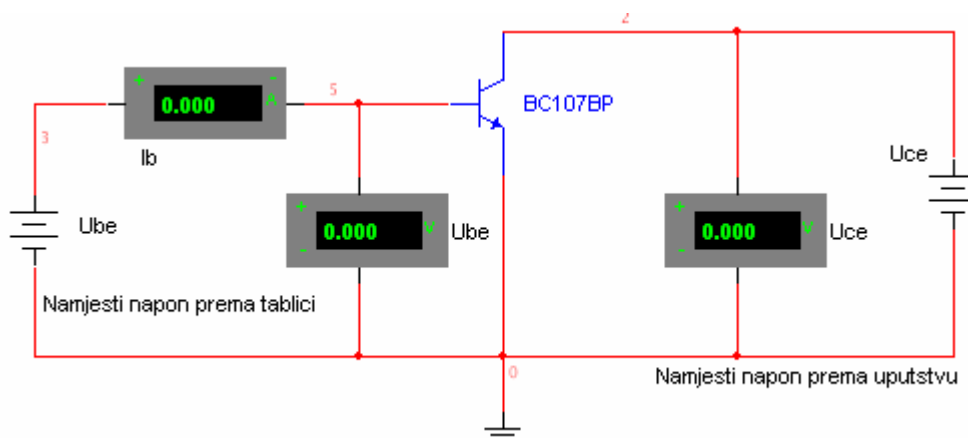 2
+ -
5
0.000 A
BC107BP
3
Ib
Uce
+
+
Ube
0.000 V
Ube
0.000 V
Uce
-
-
Namjesti napon prema tablici
0
Namjesti napon prema uputstvu